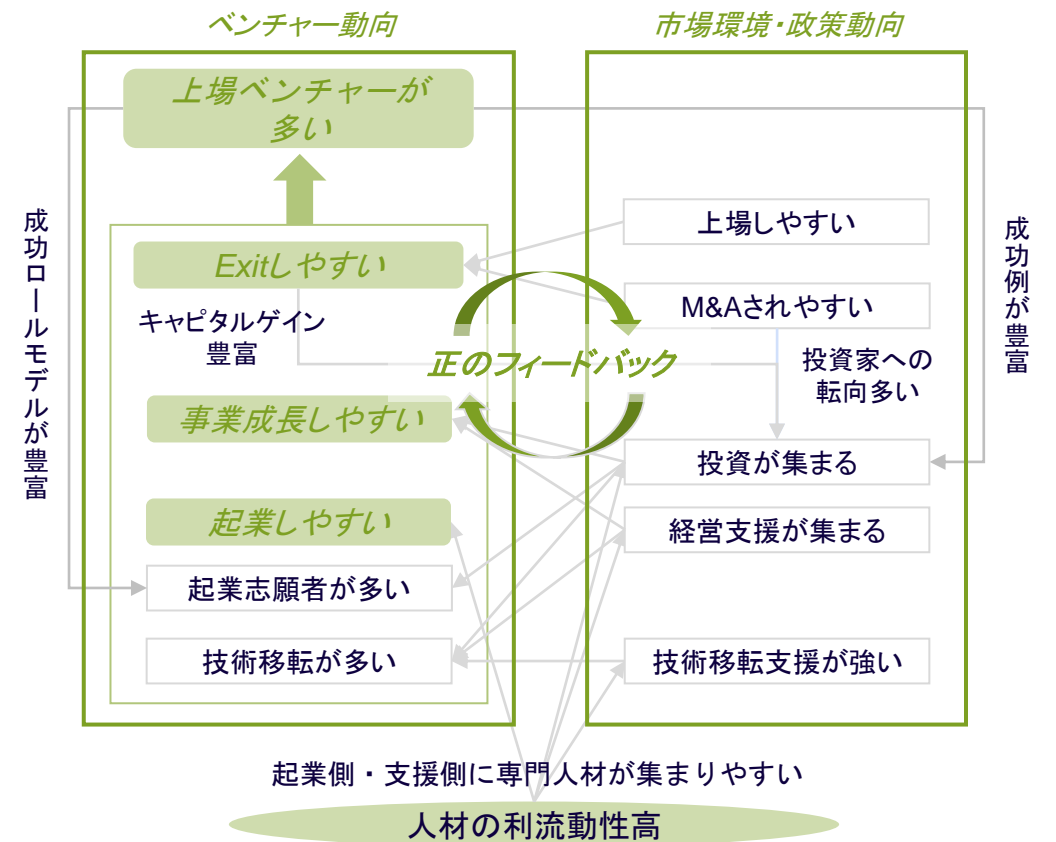 ベンチャー動向
市場環境・政策動向
上場ベンチャーが
多い
成功ロールモデルが豊富
上場しやすい
成功例が豊富
Exitしやすい
M&Aされやすい
キャピタルゲイン
豊富
正のフィードバック
投資家への
転向多い
事業成長しやすい
投資が集まる
起業しやすい
経営支援が集まる
起業志願者が多い
技術移転が多い
技術移転支援が強い
起業側・支援側に専門人材が集まりやすい
人材の利流動性高